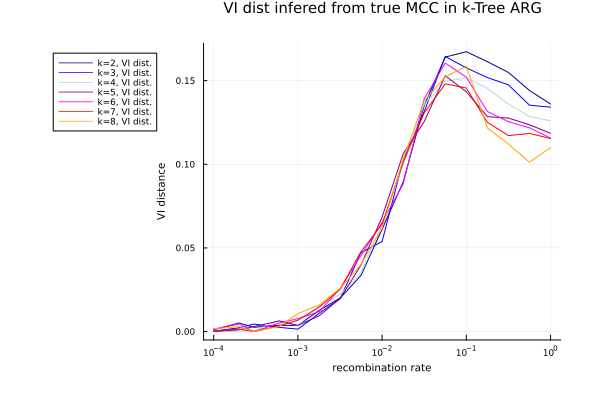 VI dist infered from true MCC in k-Tree ARG
k=2, VI dist.
k=3, VI dist.
k=4, VI dist.
k=5, VI dist.
k=6, VI dist.
k=7, VI dist.
k=8, VI dist.
VI distance
0.15
0.10
0.05
0.00
10⁻⁴ 10⁻³ 10⁻² 10⁻¹ 10⁰
recombination rate